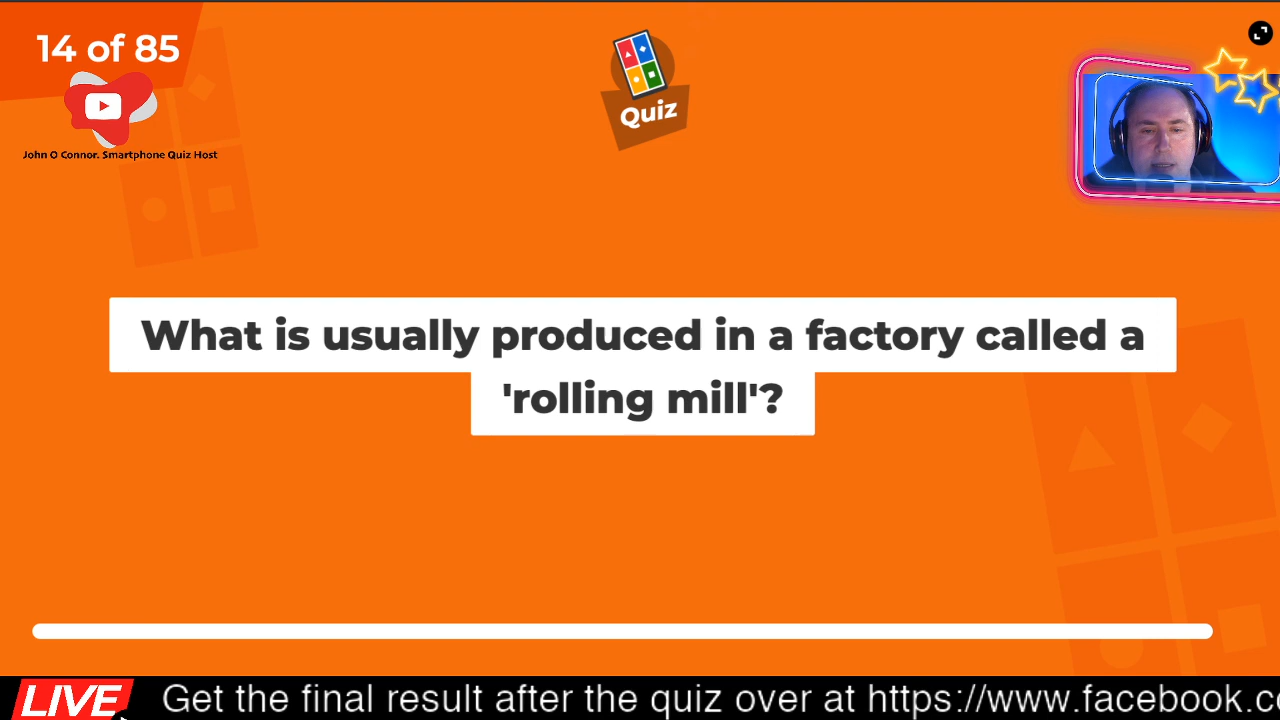 14 of 85
John O Connor. Smartphone Quiz Host
Quiz
What is usually produced in a factory called a
'rolling mill'?
LIVE
Get the final result after the quiz over at https://www.facebook.c